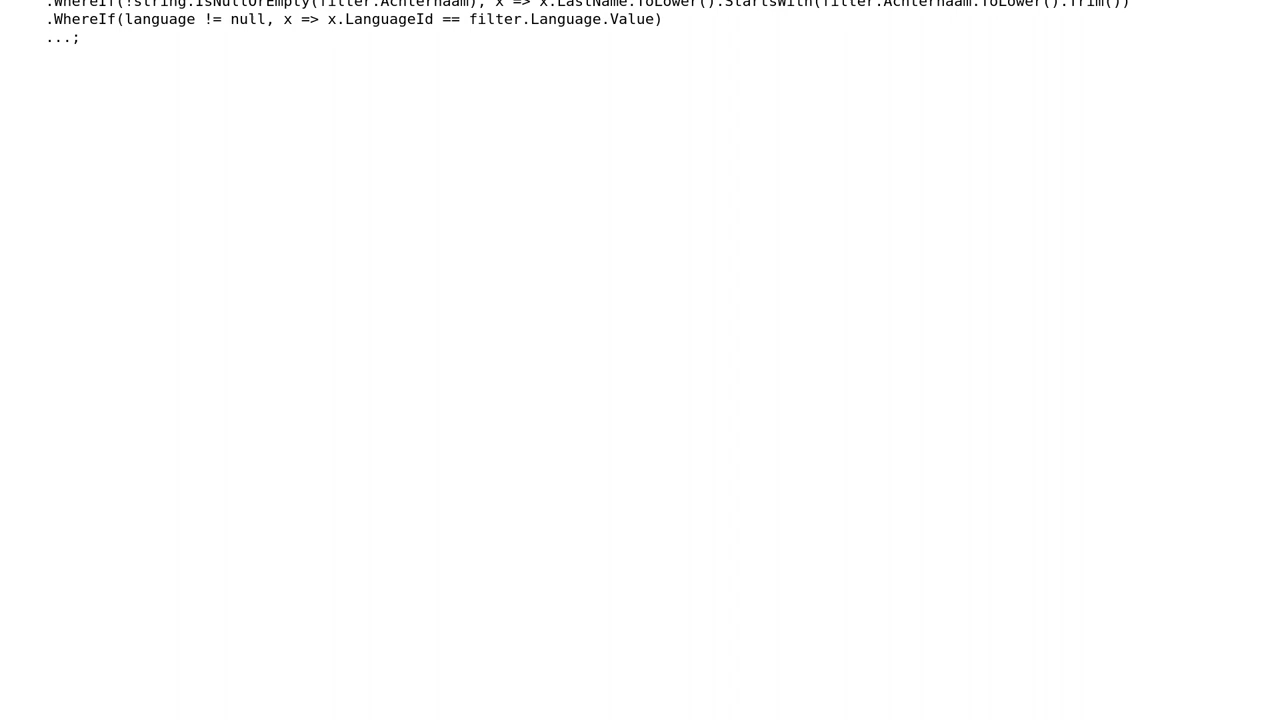 .WhereIf(!string.IsNullOrEmpty(filter.Achternaam), x => x.LastName.ToLower().StartsWith(filter.Achternaam.ToLower().Trim())
.WhereIf(language != null, x => x.LanguageId == filter.Language.Value)
...;